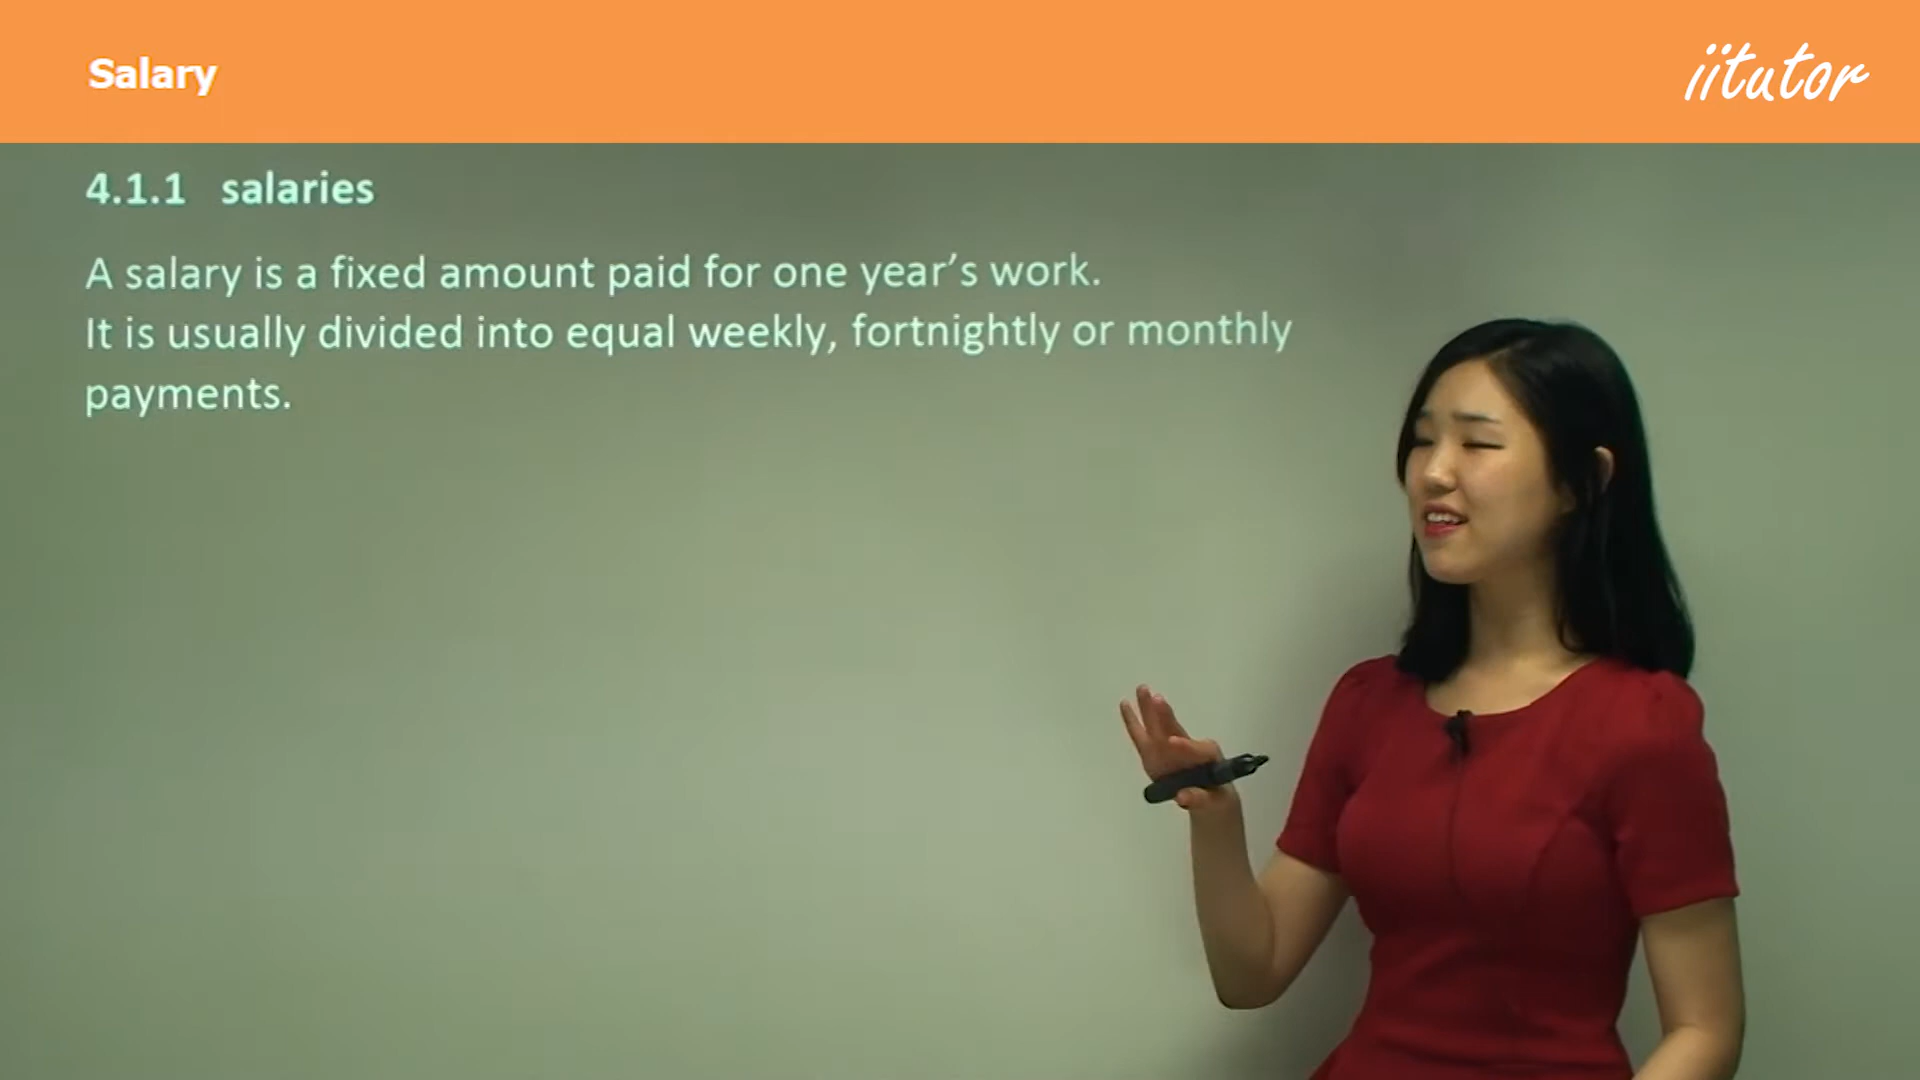 Salary
iitutor
4.1.1 salaries
A salary is a fixed amount paid for one year’s work.
It is usually divided into equal weekly, fortnightly or monthly
payments.